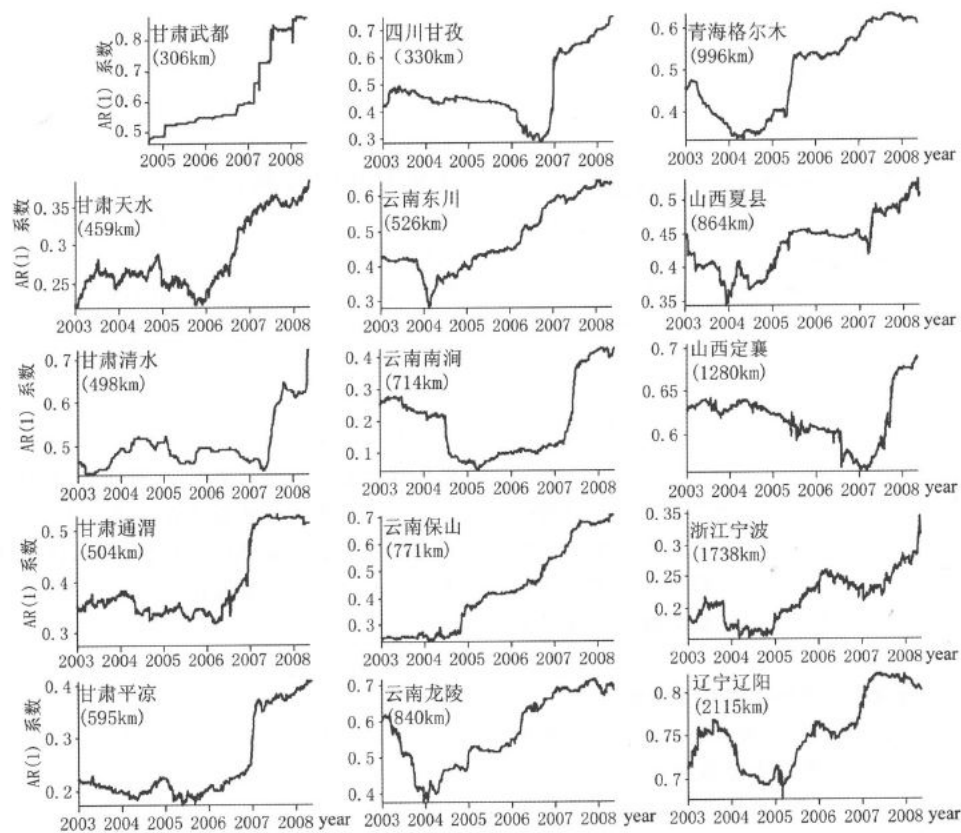 AR(1) 系数
甘肃武都
(306km)
0.8
0.7
0.6
0.5
2005 2006 2007 2008
四川甘孜
(330km)
0.7
0.6
0.5
0.4
0.3
2003 2004 2005 2006 2007 2008
青海格尔木
(996km)
0.6
0.5
0.4
2003 2004 2005 2006 2007 2008 year
AR(1) 系数
甘肃天水
(459km)
0.35
0.3
0.25
2003 2004 2005 2006 2007 2008
云南东川
(526km)
0.6
0.5
0.4
0.3
2003 2004 2005 2006 2007 2008
山西夏县
(864km)
0.5
0.45
0.4
0.35
2003 2004 2005 2006 2007 2008 year
AR(1) 系数
甘肃清水
(498km)
0.7
0.6
0.5
2003 2004 2005 2006 2007 2008
云南南涧
(714km)
0.4
0.3
0.2
0.1
2003 2004 2005 2006 2007 2008
山西定襄
(1280km)
0.7
0.65
0.6
2003 2004 2005 2006 2007 2008 year
AR(1) 系数
甘肃通渭
(504km)
0.5
0.4
0.3
2003 2004 2005 2006 2007 2008
云南保山
(771km)
0.7
0.6
0.5
0.4
0.3
2003 2004 2005 2006 2007 2008
浙江宁波
(1738km)
0.35
0.3
0.25
0.2
2003 2004 2005 2006 2007 2008 year
AR(1) 系数
甘肃平凉
(595km)
0.4
0.3
0.2
2003 2004 2005 2006 2007 2008 year
云南龙陵
(840km)
0.7
0.6
0.5
0.4
2003 2004 2005 2006 2007 2008
辽宁辽阳
(2115km)
0.8
0.75
0.7
2003 2004 2005 2006 2007 2008 year